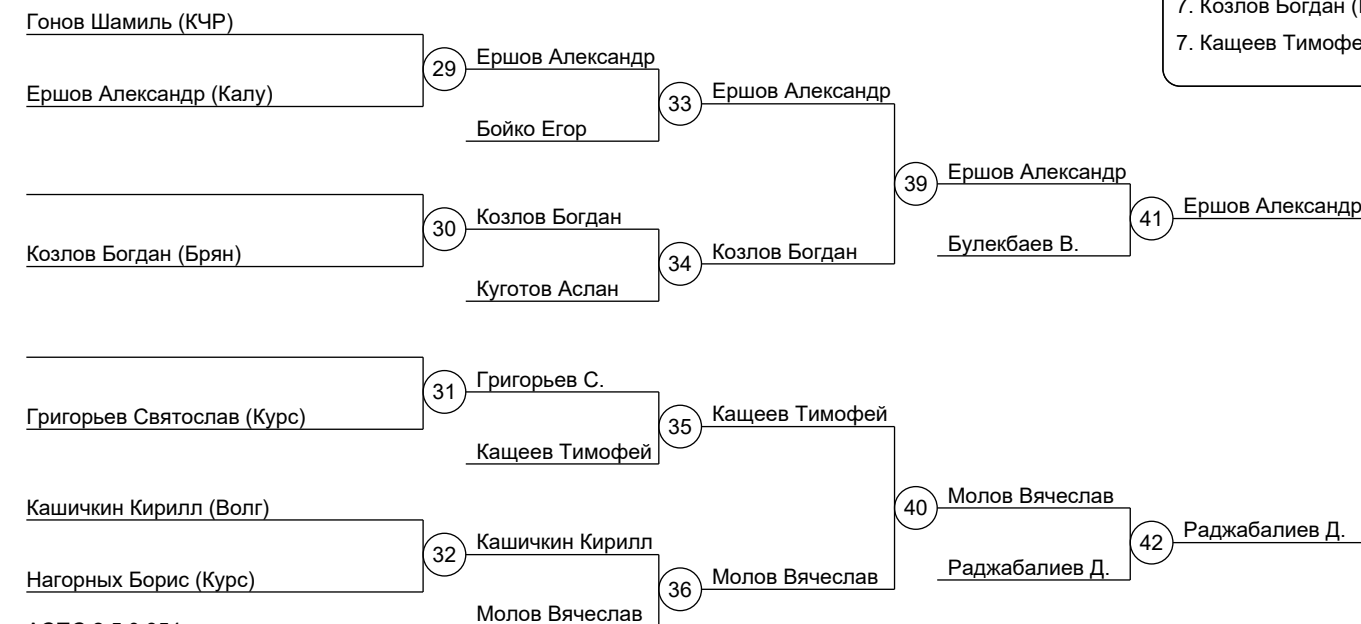 7. Козлов Богдан
7. Кащеев
Гонов Шамиль (КЧР)
29
Ершов Александр
Ершов Александр (Калу)
33
Ершов Александр
Бойко Егор
39
Ершов Александр
30
Козлов Богдан
Козлов Богдан (Брян)
34
Козлов Богдан
Куготов Аслан
Булекбаев В.
41
Ершов Александр
31
Григорьев С.
Григорьев Святослав (Курс)
35
Кащеев Тимофей
Кащеев Тимофей
Кашичкин Кирилл (Волг)
40
Молов Вячеслав
32
Кашичкин Кирилл
Нагорных Борис (Курс)
36
Молов Вячеслав
Молов Вячеслав
Раджабалиев Д.
42
Раджабалиев Д.